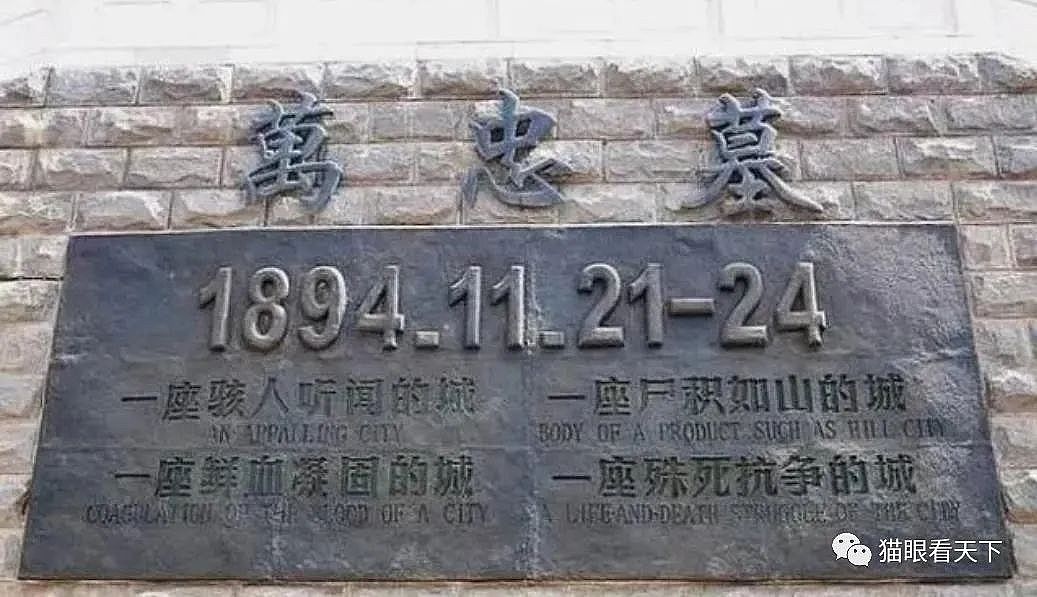 萬忠墓
1894.11.21-24
一座骇人听闻的城
AN APPALLING CITY
一座尸积如山的城
BODY OF A PRODUCT SUCH AS HILL CITY
一座鲜血凝固的城
COAGULATION OF THE BLOOD OF A CITY
一座殊死抗争的城
A LIFE-AND-DEATH STRUGGLE OF THE CITY
猫眼看天下